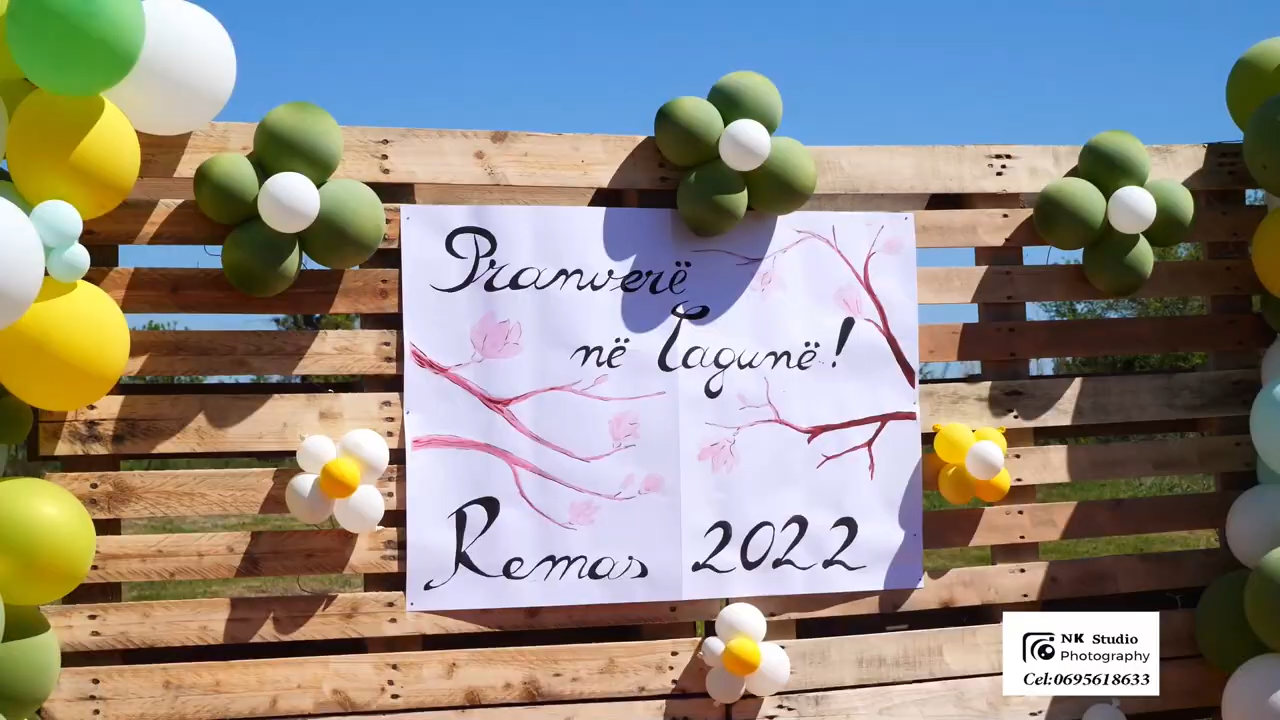 Pranverë
në Lagunë!
Remas 2022
NK Studio
Photography
Cel:0695618633